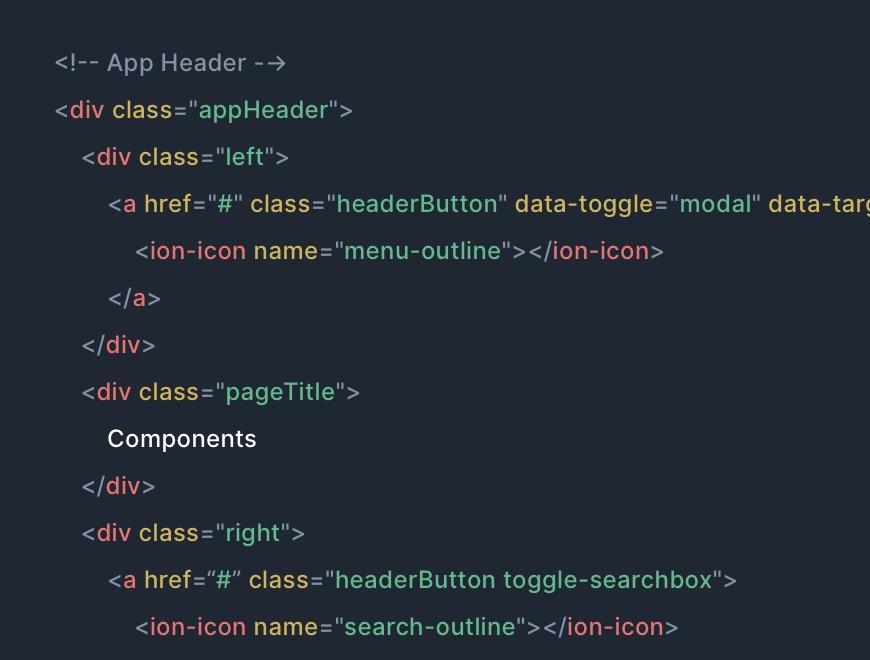 <!-- App Header -->
<div class="appHeader">
<div class="left">
<a href="#" class="headerButton" data-toggle="modal" data-targ
<ion-icon name="menu-outline"></ion-icon>
</a>
</div>
<div class="pageTitle">
Components
</div>
<div class="right">
<a href=“#” class="headerButton toggle-searchbox">
<ion-icon name="search-outline"></ion-icon>